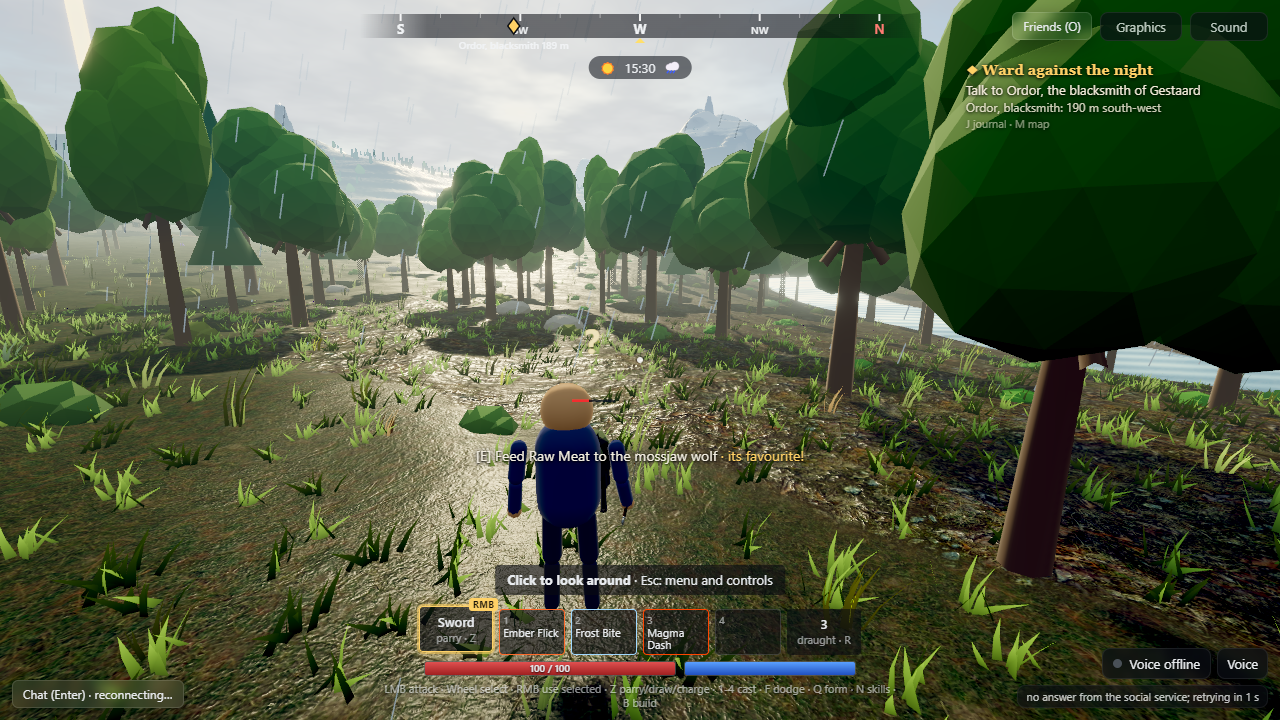 S
W
NW
N
Ordor, blacksmith 189 m
15:30
Friends (O)
Graphics
Sound
Ward against the night
Talk to Ordor, the blacksmith of Gestaard
Ordor, blacksmith: 190 m south-west
J journal · M map
?
[E] Feed Raw Meat to the mossjaw wolf · its favourite!
Click to look around · Esc: menu and controls
RMB
Sword
parry · Z
1
Ember Flick
2
Frost Bite
3
Magma
Dash
4
3
draught · R
100 / 100
LMB attack · Wheel select · RMB use selected · Z parry/draw/charge · 1-4 cast · F dodge · Q form · N skills ·
B build
Chat (Enter) · reconnecting...
Voice offline
Voice
no answer from the social service; retrying in 1 s